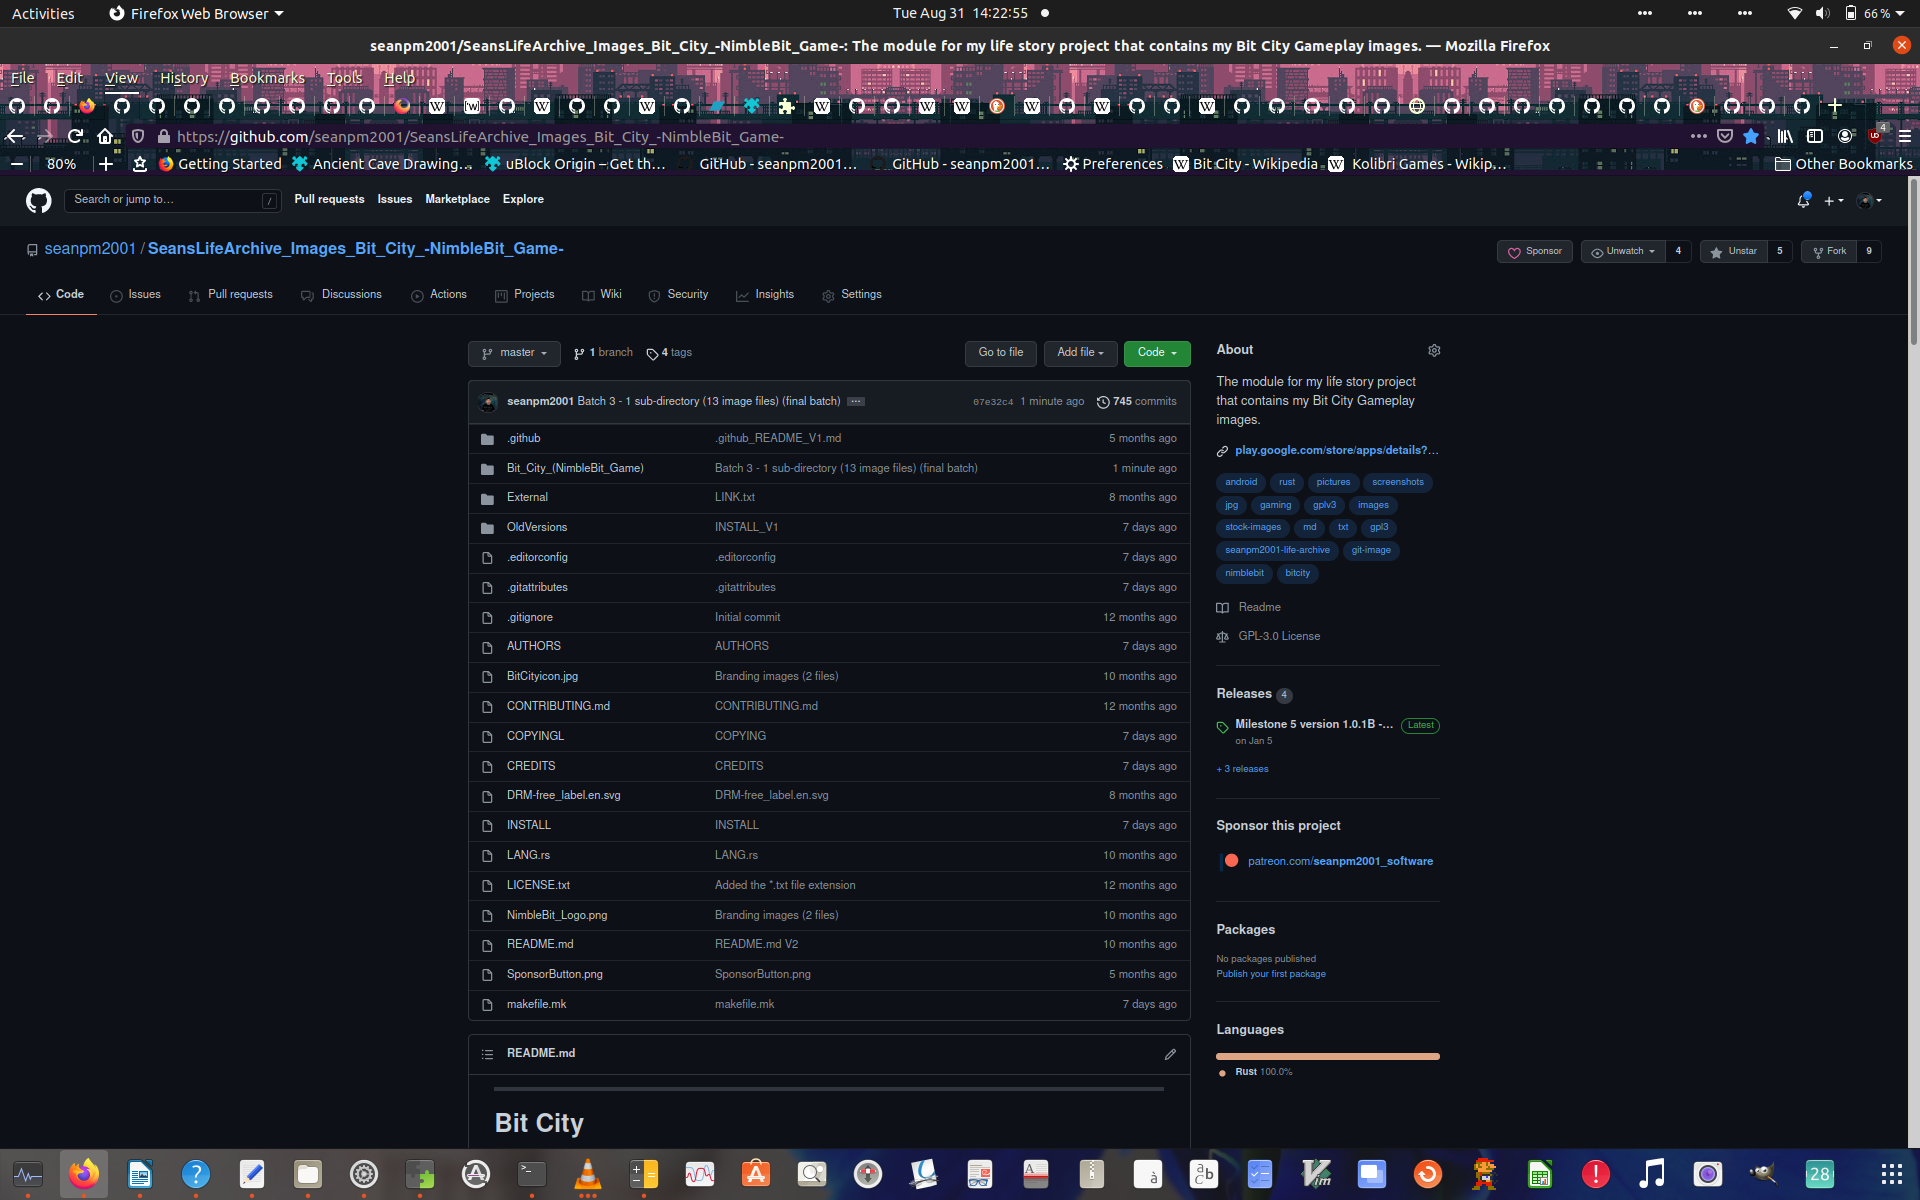 Activities Firefox Web Browser Tue Aug 31 14:22:55 66 %
seanpm2001/SeansLifeArchive_Images_Bit_City_-NimbleBit_Game-: The module for my life story project that contains my Bit City Gameplay images. — Mozilla Firefox
File Edit View History Bookmarks Tools Help
https://github.com/seanpm2001/SeansLifeArchive_Images_Bit_City_-NimbleBit_Game- 4
80% Getting Started Ancient Cave Drawing… uBlock Origin – Get th… GitHub - seanpm2001… GitHub - seanpm2001… Preferences Bit City - Wikipedia Kolibri Games - Wikip… Other Bookmarks
Search or jump to… / Pull requests Issues Marketplace Explore
seanpm2001 / SeansLifeArchive_Images_Bit_City_-NimbleBit_Game- Sponsor Unwatch 4 Unstar 5 Fork 9
Code Issues Pull requests Discussions Actions Projects Wiki Security Insights Settings
master 1 branch 4 tags Go to file Add file Code
seanpm2001 Batch 3 - 1 sub-directory (13 image files) (final batch) 07e32c4 1 minute ago 745 commits
.github .github_README_V1.md 5 months ago
Bit_City_(NimbleBit_Game) Batch 3 - 1 sub-directory (13 image files) (final batch) 1 minute ago
External LINK.txt 8 months ago
OldVersions INSTALL_V1 7 days ago
.editorconfig .editorconfig 7 days ago
.gitattributes .gitattributes 7 days ago
.gitignore Initial commit 12 months ago
AUTHORS AUTHORS 7 days ago
BitCityicon.jpg Branding images (2 files) 10 months ago
CONTRIBUTING.md CONTRIBUTING.md 12 months ago
COPYINGL COPYING 7 days ago
CREDITS CREDITS 7 days ago
DRM-free_label.en.svg DRM-free_label.en.svg 8 months ago
INSTALL INSTALL 7 days ago
LANG.rs LANG.rs 10 months ago
LICENSE.txt Added the *.txt file extension 12 months ago
NimbleBit_Logo.png Branding images (2 files) 10 months ago
README.md README.md V2 10 months ago
SponsorButton.png SponsorButton.png 5 months ago
makefile.mk makefile.mk 7 days ago
README.md
Bit City
About
The module for my life story project
that contains my Bit City Gameplay
images.
play.google.com/store/apps/details?…
android rust pictures screenshots
jpg gaming gplv3 images
stock-images md txt gpl3
seanpm2001-life-archive git-image
nimblebit bitcity
Readme
GPL-3.0 License
Releases 4
Milestone 5 version 1.0.1B -… Latest
on Jan 5
+ 3 releases
Sponsor this project
patreon.com/seanpm2001_software
Packages
No packages published
Publish your first package
Languages
Rust 100.0%
28